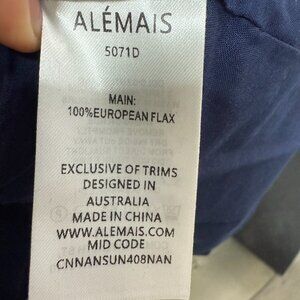 ALÉMAIS
5071D
MAIN:
100%EUROPEAN FLAX
EXCLUSIVE OF TRIMS
DESIGNED IN
AUSTRALIA
MADE IN CHINA
WWW.ALEMAIS.COM
MID CODE
CNNANSUN408NAN